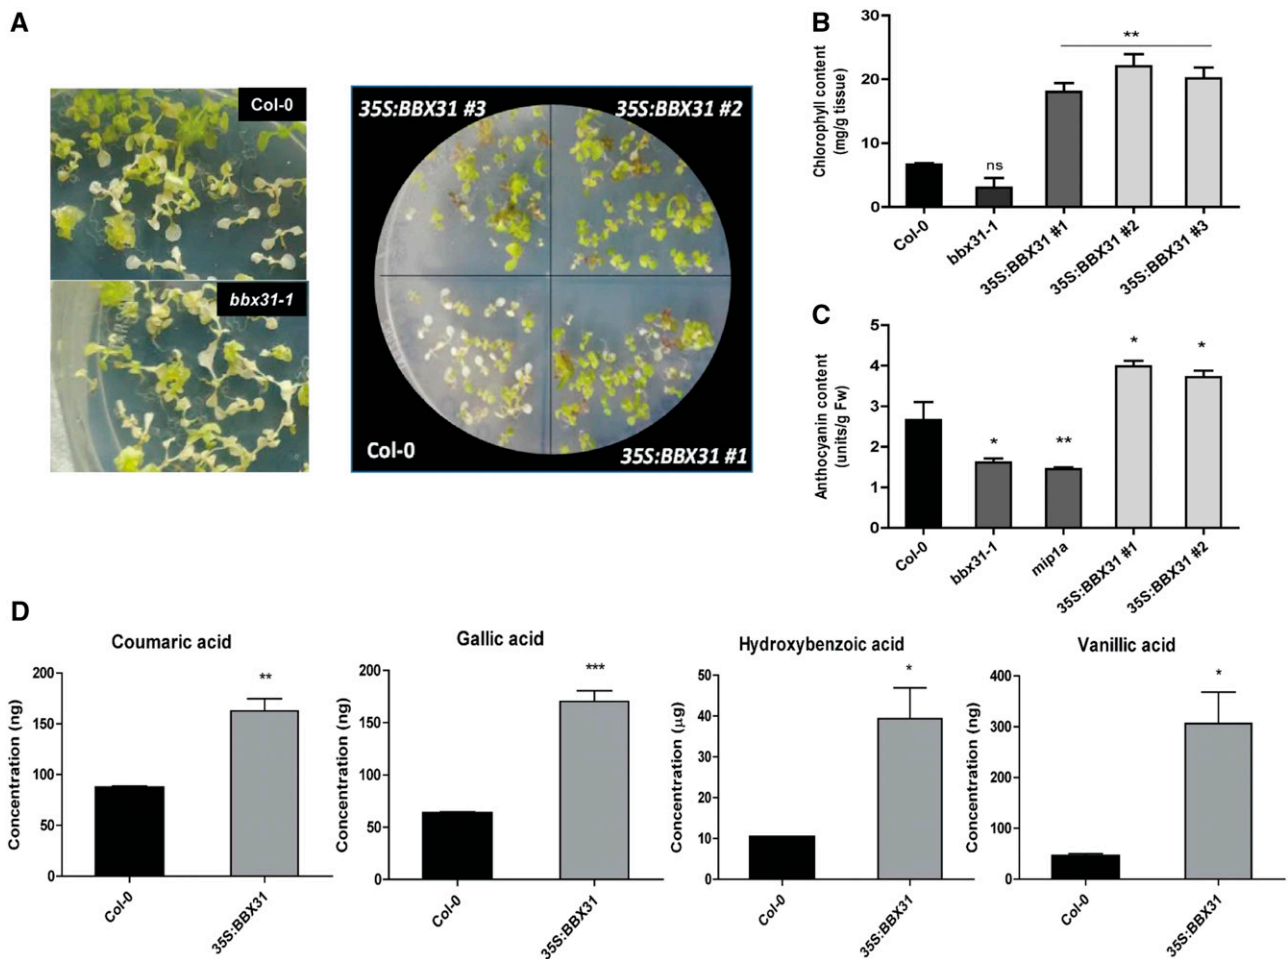 A
Col-0
bbx31-1
35S:BBX31 #3
35S:BBX31 #2
Col-0
35S:BBX31 #1
B
Chlorophyll content
(mg/g tissue)
30
20
10
0
ns
**
Col-0
bbx31-1
35S:BBX31 #1
35S:BBX31 #2
35S:BBX31 #3
C
Anthocyanin content
(units/g Fw)
5
4
3
2
1
0
*
**
*
*
Col-0
bbx31-1
mip1a
35S:BBX31 #1
35S:BBX31 #2
D
Coumaric acid
Concentration (ng)
200
150
100
50
0
**
Col-0
35S:BBX31
Gallic acid
Concentration (ng)
200
150
100
50
0
***
Col-0
35S:BBX31
Hydroxybenzoic acid
Concentration (µg)
50
40
30
20
10
0
*
Col-0
35S:BBX31
Vanillic acid
Concentration (ng)
400
300
200
100
0
*
Col-0
35S:BBX31